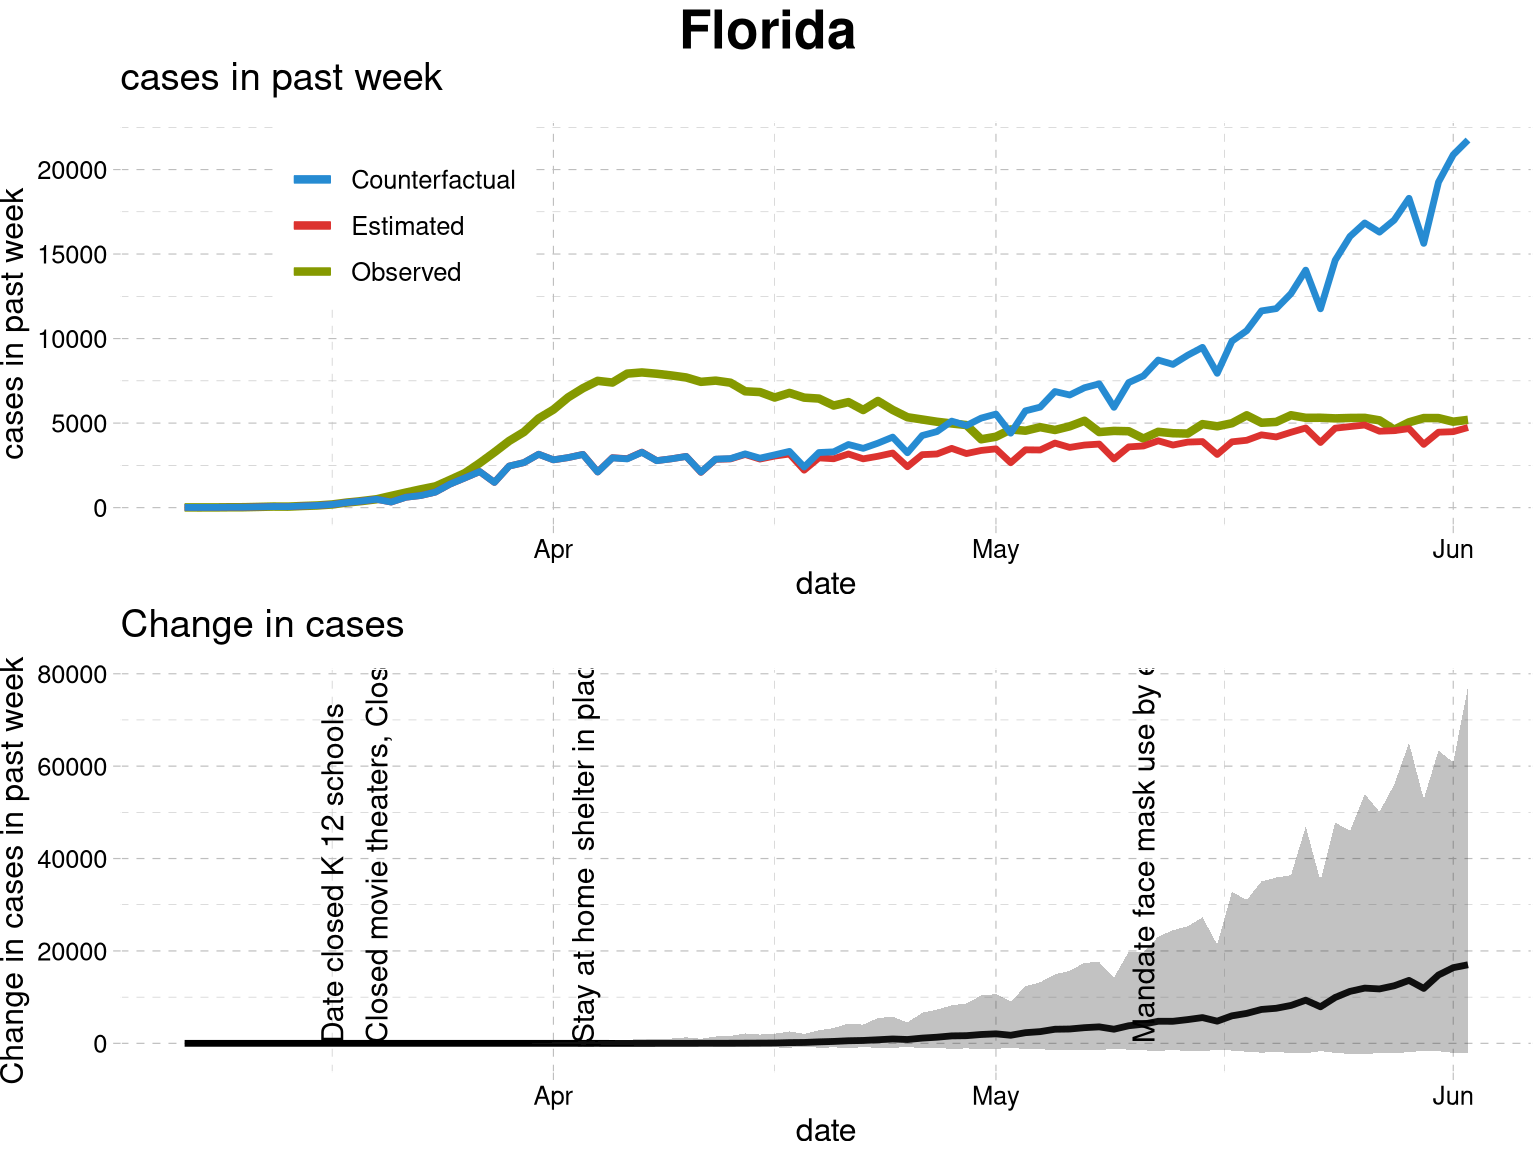 Florida
cases in past week
cases in past week
20000
15000
10000
5000
0
Counterfactual
Estimated
Observed
Apr
May
Jun
date
Change in cases
Change in cases in past week
80000
60000
40000
20000
0
Date closed K 12 schools
Closed movie theaters, Clos
Stay at home shelter in plac
Mandate face mask use by e
Apr
May
Jun
date